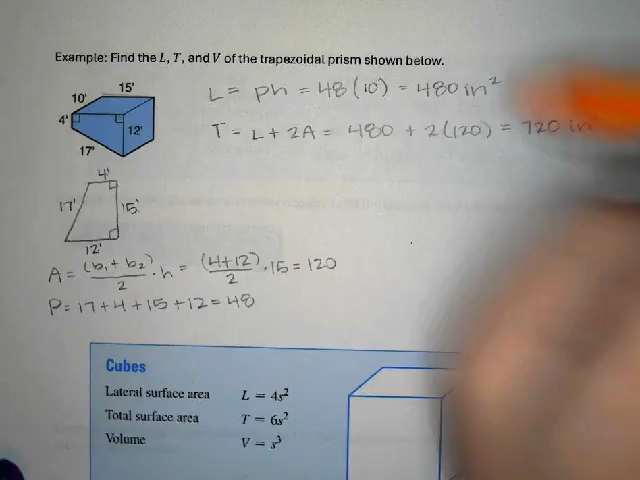 Example: Find the L, T, and V of the trapezoidal prism shown below.
15'
10'
4'
12'
17'
L = ph = 48(10) = 480 in²
T = L + 2A = 480 + 2(120) = 720 in
4'
17'
15'
12'
A = (b₁ + b₂)/2 · h = (4+12)/2 · 15 = 120
P = 17+4+15+12 = 48
Cubes
Lateral surface area L = 4s²
Total surface area T = 6s²
Volume V = s³